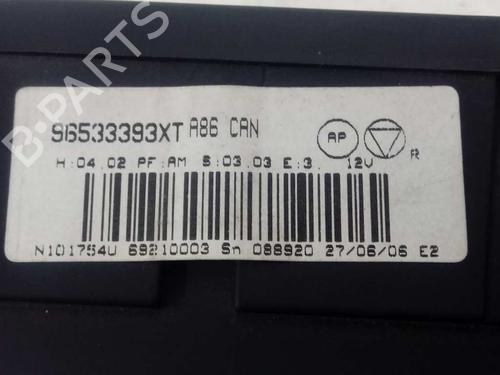 96533393XT A86 CAN
AP
FR
H:04.02 PF:AM S:03.03 E:3. 12V
N101754U 69210003 Sn 088920 27/06/06 E2
B-PARTS